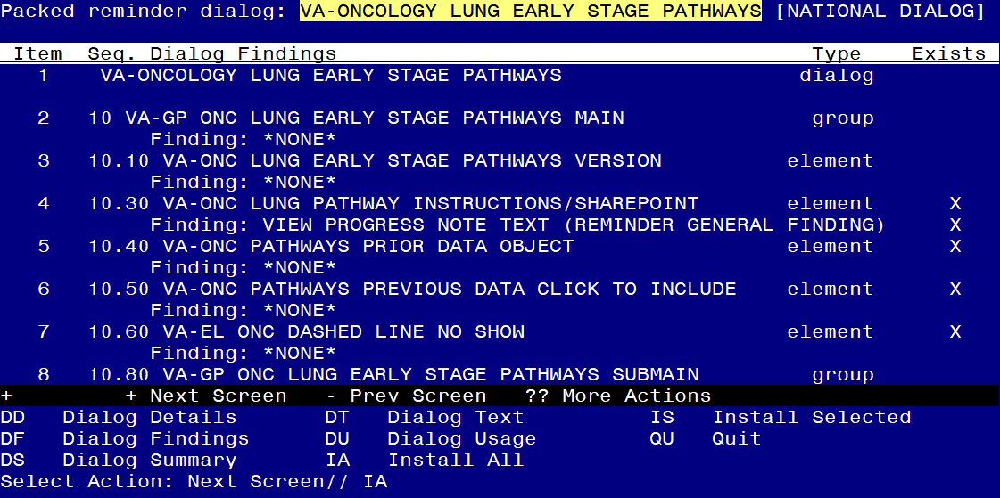 Packed reminder dialog: VA-ONCOLOGY LUNG EARLY STAGE PATHWAYS [NATIONAL DIALOG]
Item Seq. Dialog Findings Type Exists
1 VA-ONCOLOGY LUNG EARLY STAGE PATHWAYS dialog
2 10 VA-GP ONC LUNG EARLY STAGE PATHWAYS MAIN group
Finding: *NONE*
3 10.10 VA-ONC LUNG EARLY STAGE PATHWAYS VERSION element
Finding: *NONE*
4 10.30 VA-ONC LUNG PATHWAY INSTRUCTIONS/SHAREPOINT element X
Finding: VIEW PROGRESS NOTE TEXT (REMINDER GENERAL FINDING) X
5 10.40 VA-ONC PATHWAYS PRIOR DATA OBJECT element X
Finding: *NONE*
6 10.50 VA-ONC PATHWAYS PREVIOUS DATA CLICK TO INCLUDE element X
Finding: *NONE*
7 10.60 VA-EL ONC DASHED LINE NO SHOW element X
Finding: *NONE*
8 10.80 VA-GP ONC LUNG EARLY STAGE PATHWAYS SUBMAIN group
+ + Next Screen - Prev Screen ?? More Actions
DD Dialog Details DT Dialog Text IS Install Selected
DF Dialog Findings DU Dialog Usage QU Quit
DS Dialog Summary IA Install All
Select Action: Next Screen// IA